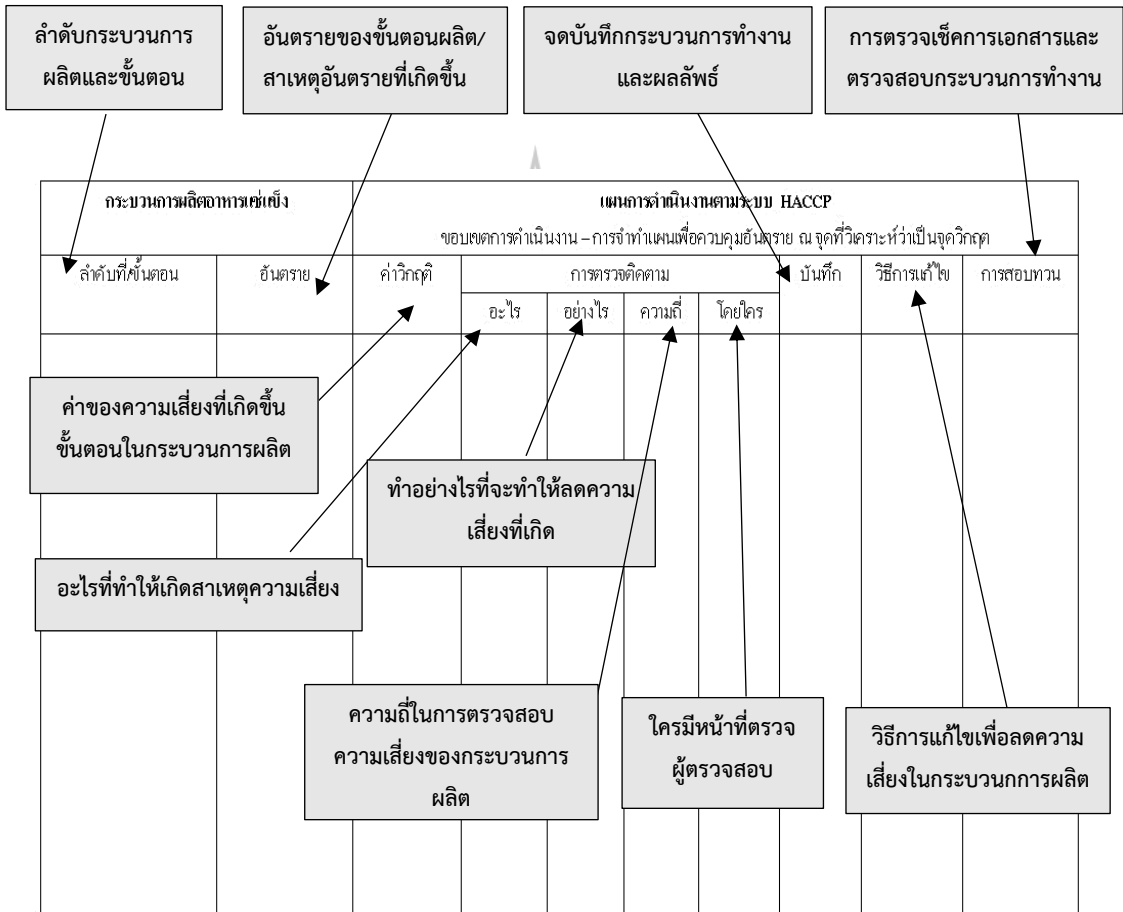 ลำดับกระบวนการ
ผลิตและขั้นตอน
อันตรายของขั้นตอนผลิต/
สาเหตุอันตรายที่เกิดขึ้น
จดบันทึกกระบวนการทำงาน
และผลลัพธ์
การตรวจเช็คการเอกสารและ
ตรวจสอบกระบวนการทำงาน
กระบวนการผลิตอาหารแช่แข็ง
แผนการดำเนินงานตามระบบ HACCP
ขอบเขตการดำเนินงาน – การจำทำแผนเพื่อควบคุมอันตราย ณ จุดที่วิเคราะห์ว่าเป็นจุดวิกฤต
ลำดับที่/ขั้นตอน
อันตราย
ค่าวิกฤติ
การตรวจติดตาม
บันทึก
วิธีการแก้ไข
การสอบทวน
อะไร
อย่างไร
ความถี่
โดยใคร
ค่าของความเสี่ยงที่เกิดขึ้น
ขั้นตอนในกระบวนการผลิต
ทำอย่างไรที่จะทำให้ลดความ
เสี่ยงที่เกิด
อะไรที่ทำให้เกิดสาเหตุความเสี่ยง
ความถี่ในการตรวจสอบ
ความเสี่ยงของกระบวนการ
ผลิต
ใครมีหน้าที่ตรวจ
ผู้ตรวจสอบ
วิธีการแก้ไขเพื่อลดความ
เสี่ยงในกระบวนกการผลิต